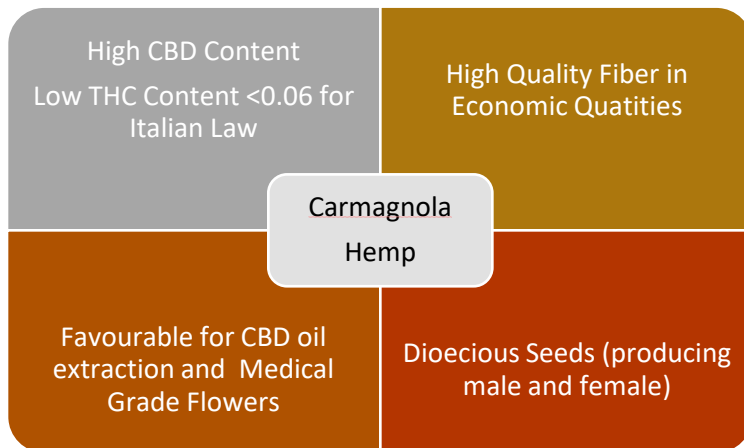 High CBD Content
Low THC Content <0.06 for
Italian Law
High Quality Fiber in
Economic Quatities
Carmagnola
Hemp
Favourable for CBD oil
extraction and Medical
Grade Flowers
Dioecious Seeds (producing
male and female)